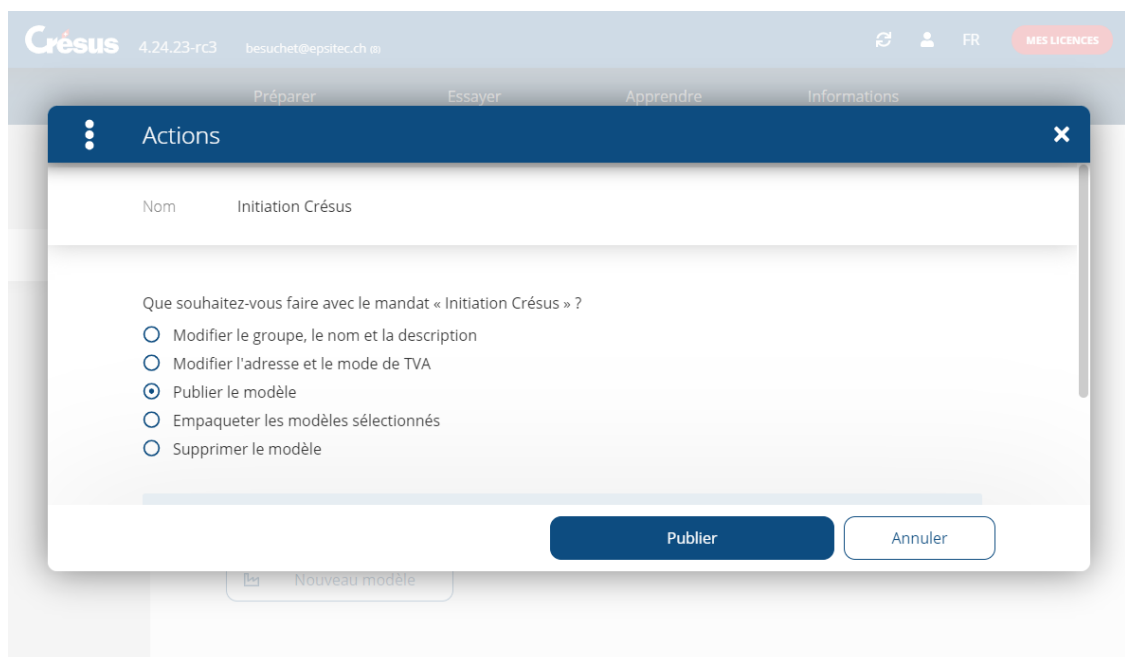 Crésus 4.24.23-rc3 besuchet@epsitec.ch FR MES LICENCES
Préparer Essayer Apprendre Informations
Actions
Nom Initiation Crésus
Que souhaitez-vous faire avec le mandat « Initiation Crésus » ?
Modifier le groupe, le nom et la description
Modifier l'adresse et le mode de TVA
Publier le modèle
Empaqueter les modèles sélectionnés
Supprimer le modèle
Publier Annuler
Nouveau modèle